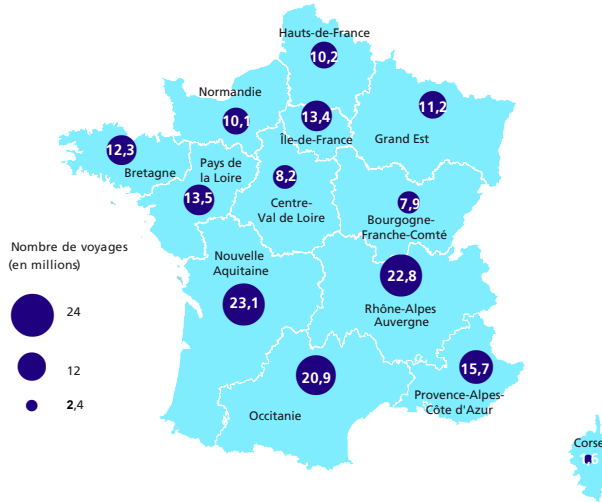 Hauts-de-France
10,2
Normandie
10,1
13,4
Île-de-France
11,2
Grand Est
12,3
Bretagne
Pays de
la Loire
13,5
8,2
Centre-
Val de Loire
7,9
Bourgogne-
Franche-Comté
Nombre de voyages
(en millions)
24
12
2,4
Nouvelle
Aquitaine
23,1
22,8
Rhône-Alpes
Auvergne
20,9
Occitanie
15,7
Provence-Alpes-
Côte d'Azur
Corse